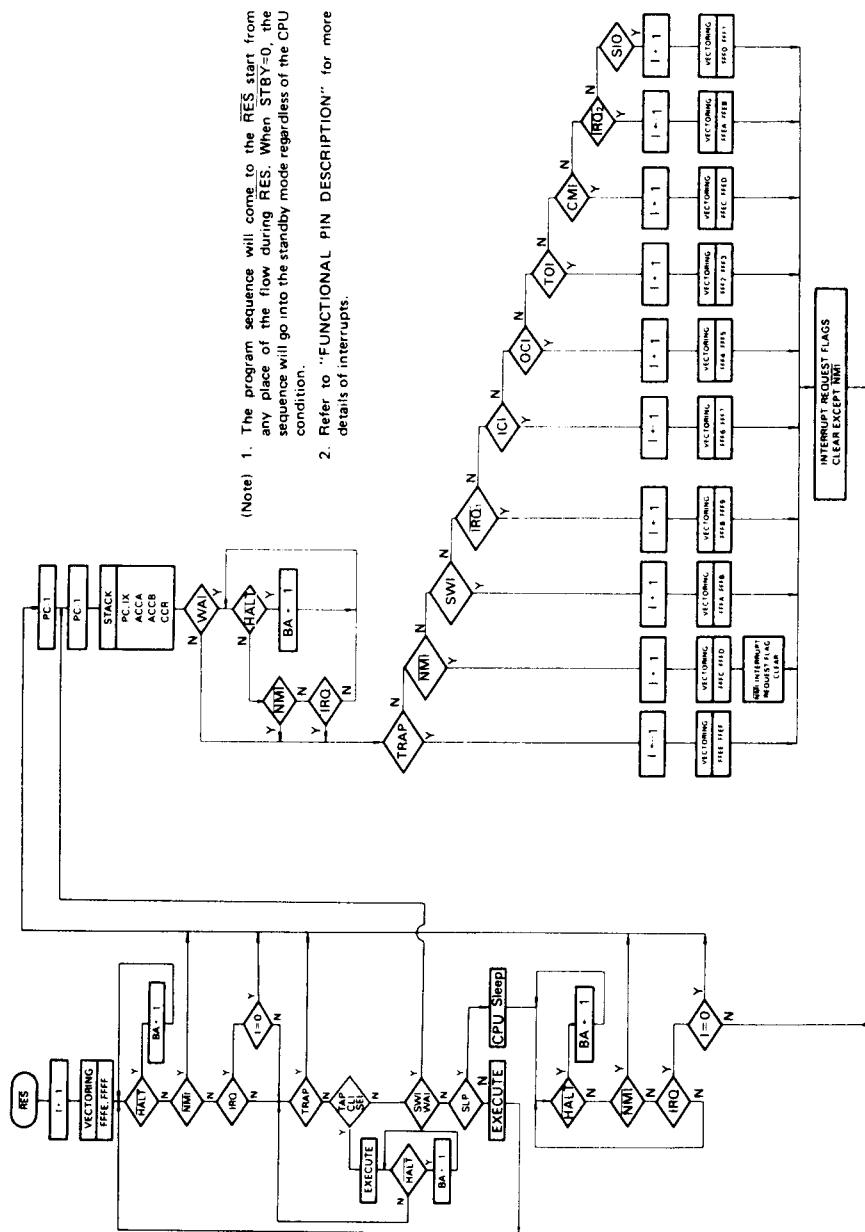 RES
I ← 1
VECTORING
FFFE, FFFF
HALT
Y
N
BA ← 1
NMI
Y
N
IRQ
Y
N
I=0
Y
N
TRAP
Y
N
TAP
CLI
SEI
Y
N
EXECUTE
HALT
Y
N
BA ← 1
SWI
WAI
Y
N
SLP
Y
N
EXECUTE
CPU Sleep
HALT
Y
N
BA ← 1
NMI
Y
N
IRQ
Y
N
I=0
Y
N
PC-1
PC-1
STACK
PC, IX
ACCA
ACCB
CCR
WAI
Y
N
HALT
Y
N
BA ← 1
NMI
Y
N
IRQ
Y
N
(Note) 1. The program sequence will come to the RES start from
any place of the flow during RES. When STBY=0, the
sequence will go into the standby mode regardless of the CPU
condition.
2. Refer to "FUNCTIONAL PIN DESCRIPTION" for more
details of interrupts.
TRAP
Y
N
I ← 1
VECTORING
FFEE FFEF
NMI
Y
N
I ← 1
VECTORING
FFFC FFFD
NMI INTERRUPT
REQUEST FLAG
CLEAR
SWI
Y
N
I ← 1
VECTORING
FFFA FFFB
IRQ1
Y
N
I ← 1
VECTORING
FFF8 FFF9
ICI
Y
N
I ← 1
VECTORING
FFF6 FFF7
OCI
Y
N
I ← 1
VECTORING
FFF4 FFF5
TOI
Y
N
I ← 1
VECTORING
FFF2 FFF3
CMI
Y
N
I ← 1
VECTORING
FFEC FFED
IRQ2
Y
N
I ← 1
VECTORING
FFEA FFEB
SIO
Y
I ← 1
VECTORING
FFF0 FFF1
INTERRUPT REQUEST FLAGS
CLEAR EXCEPT NMI